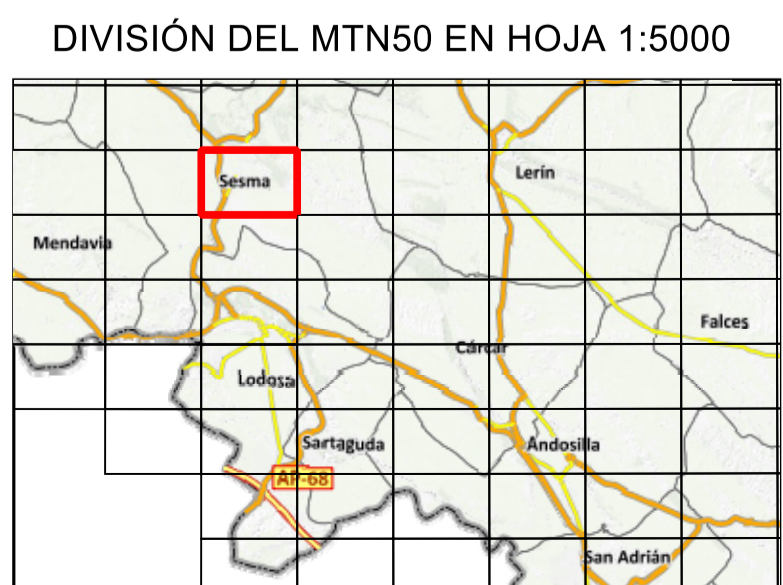 DIVISIÓN DEL MTN50 EN HOJA 1:5000
Lerín
Sesma
Mendavia
Falces
Cárcar
Lodosa
Sartaguda
Andosilla
AP-68
San Adrián